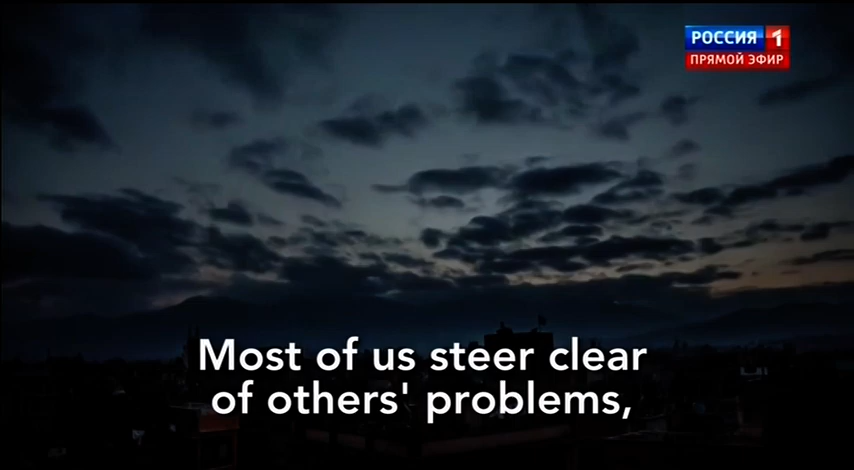 РОССИЯ 1
ПРЯМОЙ ЭФИР
Most of us steer clear
of others' problems,